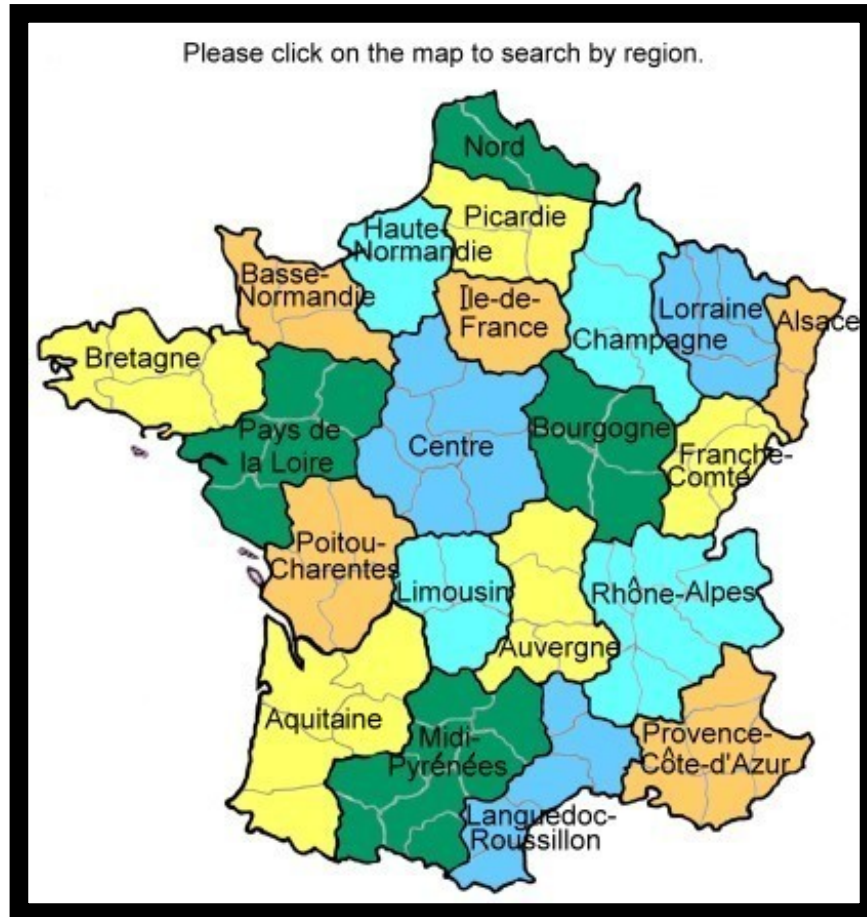 Please click on the map to search by region.
Nord
Picardie
Haute-
Normandie
Basse-
Normandie
Île-de-
France
Champagne
Lorraine
Alsace
Bretagne
Pays de
la Loire
Centre
Bourgogne
Franche-
Comté
Poitou-
Charentes
Limousin
Auvergne
Rhône-Alpes
Aquitaine
Midi-
Pyrénées
Languedoc-
Roussillon
Provence-
Côte-d'Azur